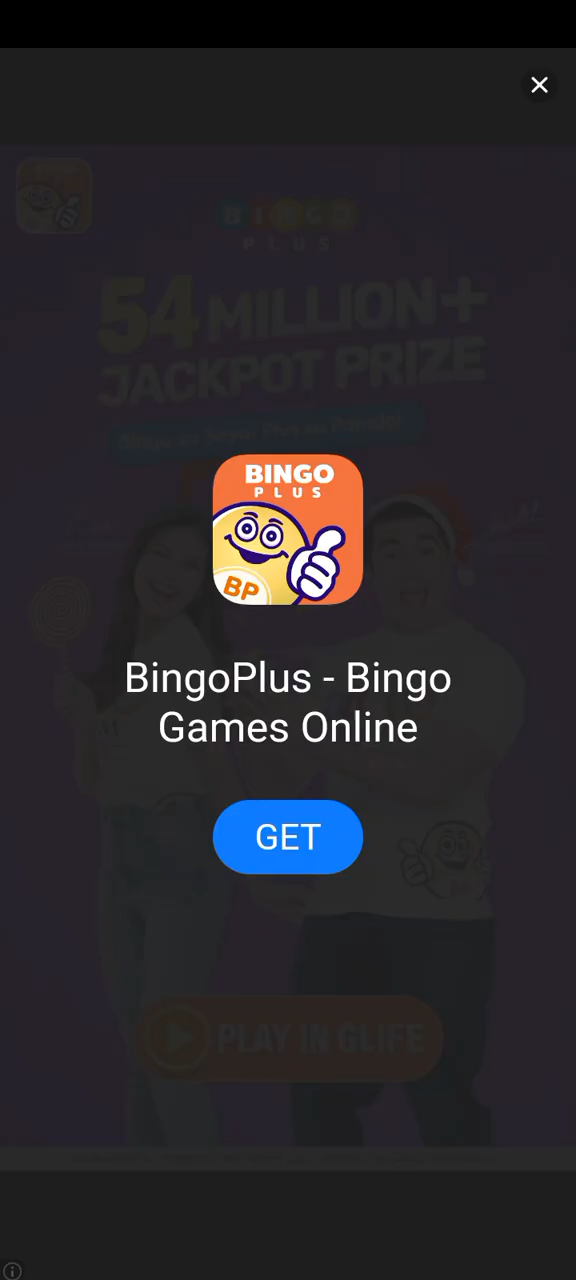 BINGO
PLUS
54 MILLION+
JACKPOT PRIZE
BINGO
PLUS
BP
BingoPlus - Bingo
Games Online
GET
PLAY IN GLIFE